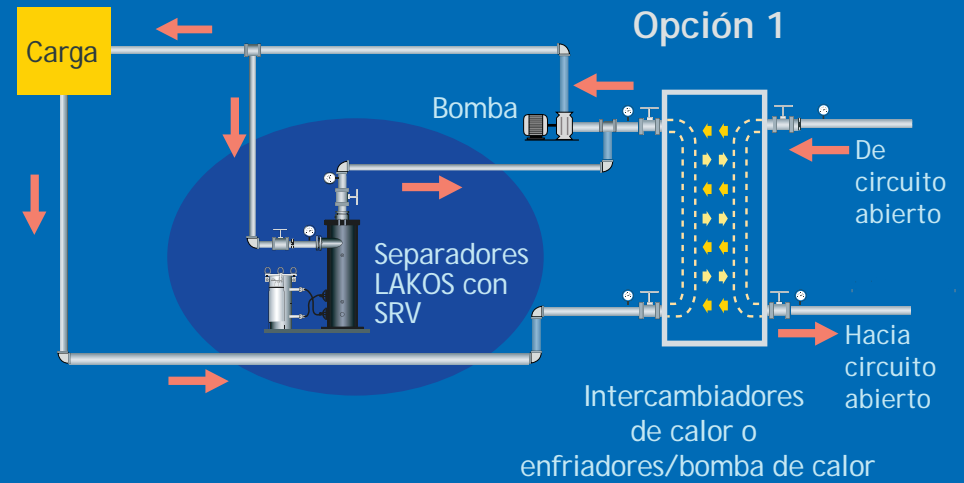 Opción 1
Carga
Bomba
De
circuito
abierto
Separadores
LAKOS con
SRV
Hacia
circuito
abierto
Intercambiadores
de calor o
enfriadores/bomba de calor